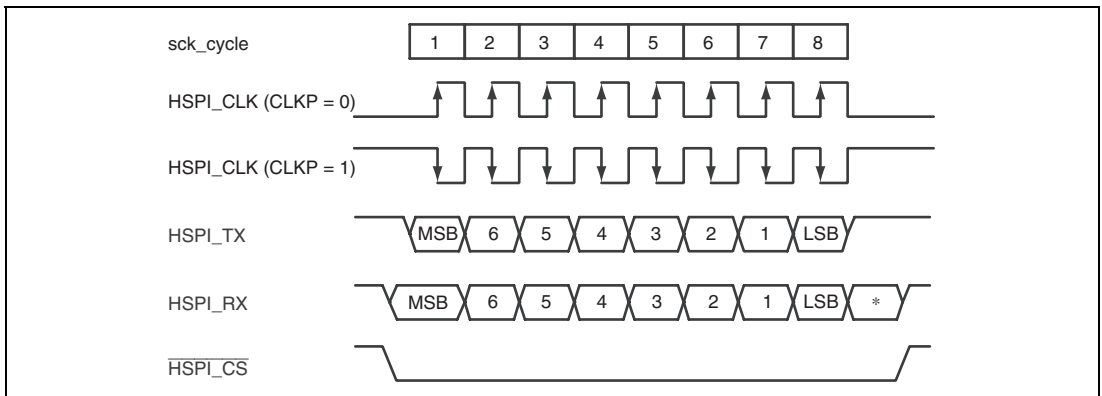 sck_cycle 1 2 3 4 5 6 7 8
HSPI_CLK (CLKP = 0)
HSPI_CLK (CLKP = 1)
HSPI_TX MSB 6 5 4 3 2 1 LSB
HSPI_RX MSB 6 5 4 3 2 1 LSB *
HSPI_CS